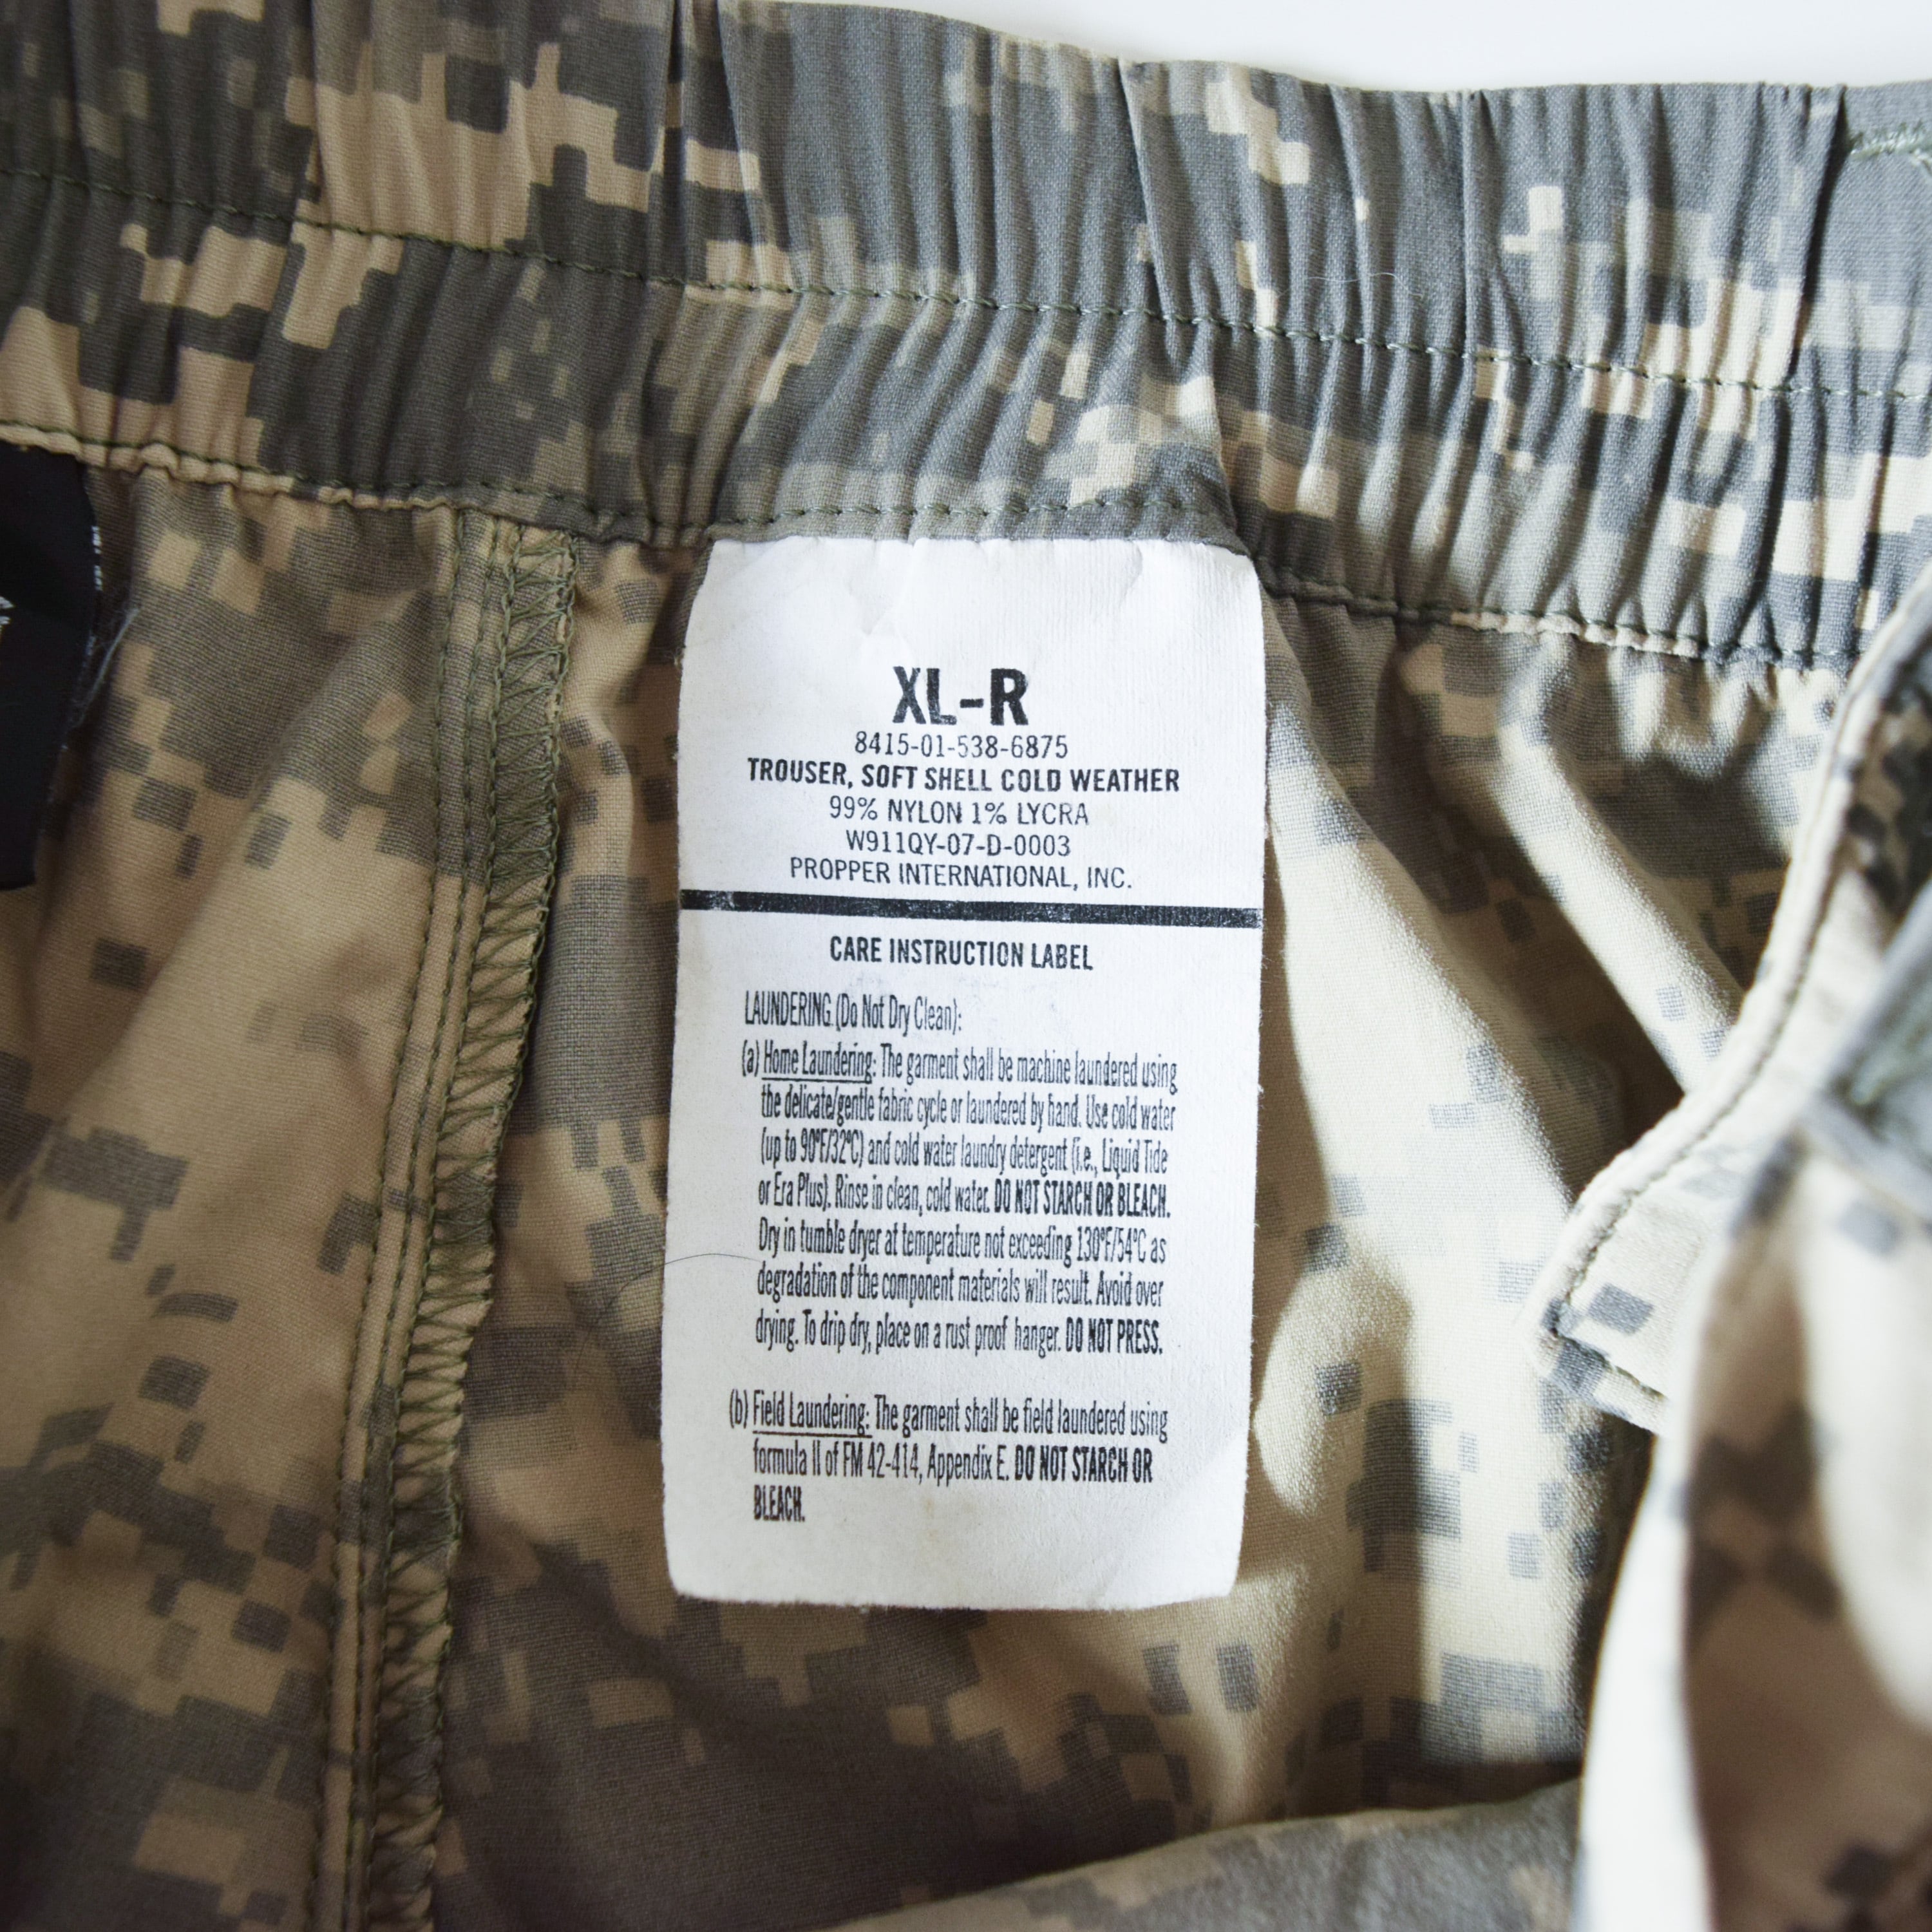 XL-R
8415-01-538-6875
TROUSER, SOFT SHELL COLD WEATHER
99% NYLON 1% LYCRA
W911QY-07-D-0003
PROPPER INTERNATIONAL, INC.
CARE INSTRUCTION LABEL
LAUNDERING (Do Not Dry Clean):
(a) Home Laundering: The garment shall be machine laundered using
the delicate/gentle fabric cycle or laundered by hand. Use cold water
(up to 90°F/32°C) and cold water laundry detergent (i.e., Liquid Tide
or Era Plus). Rinse in clean, cold water. DO NOT STARCH OR BLEACH.
Dry in tumble dryer at temperature not exceeding 130°F/54°C as
degradation of the component materials will result. Avoid over
drying. To drip dry, place on a rust proof hanger. DO NOT PRESS.
(b) Field Laundering: The garment shall be field laundered using
formula II of FM 42-414, Appendix E. DO NOT STARCH OR
BLEACH.